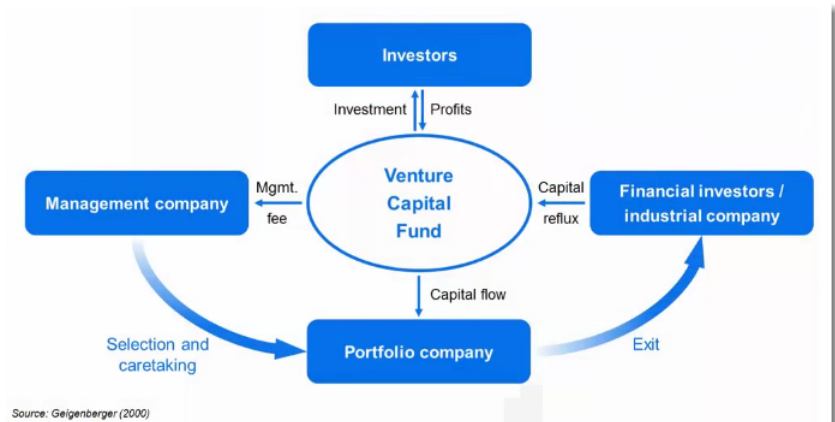 Investors
Investment
Profits
Venture
Capital
Fund
Management company
Mgmt.
fee
Capital
reflux
Financial investors /
industrial company
Capital flow
Portfolio company
Selection and
caretaking
Exit
Source: Geigenberger (2000)